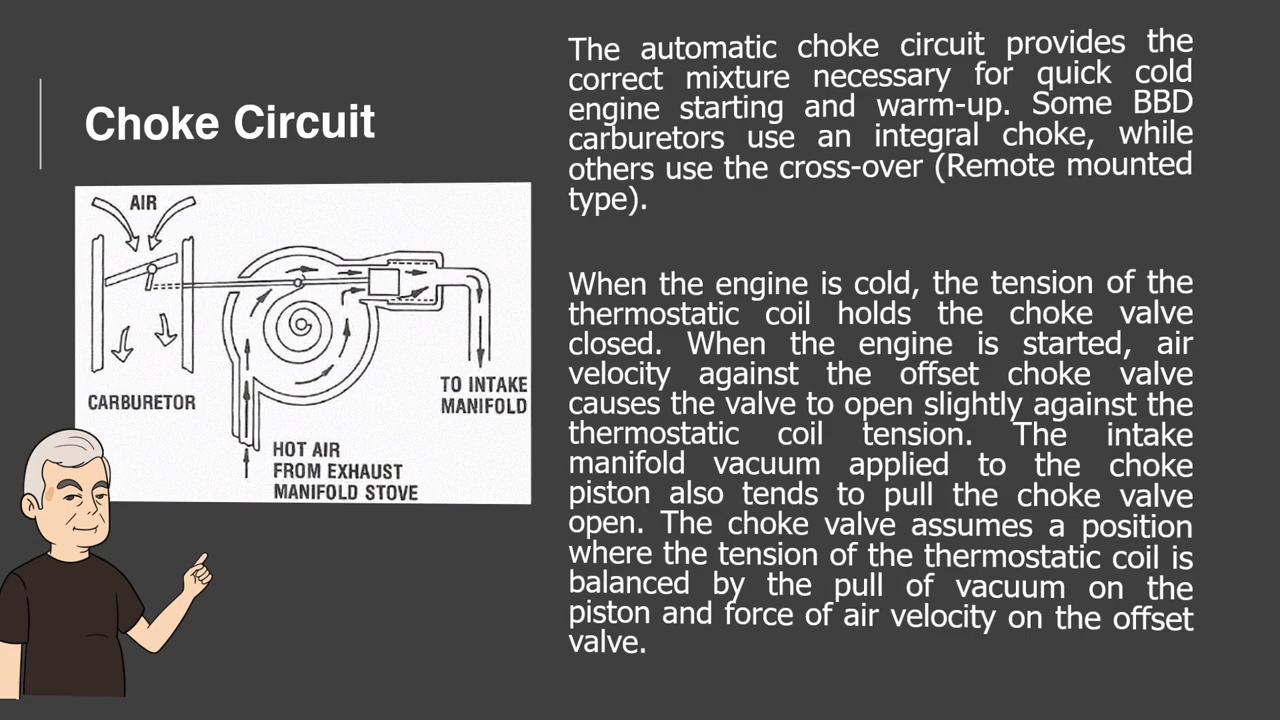 Choke Circuit
AIR
CARBURETOR
TO INTAKE
MANIFOLD
HOT AIR
FROM EXHAUST
MANIFOLD STOVE
The automatic choke circuit provides the
correct mixture necessary for quick cold
engine starting and warm-up. Some BBD
carburetors use an integral choke, while
others use the cross-over (Remote mounted
type).
When the engine is cold, the tension of the
thermostatic coil holds the choke valve
closed. When the engine is started, air
velocity against the offset choke valve
causes the valve to open slightly against the
thermostatic coil tension. The intake
manifold vacuum applied to the choke
piston also tends to pull the choke valve
open. The choke valve assumes a position
where the tension of the thermostatic coil is
balanced by the pull of vacuum on the
piston and force of air velocity on the offset
valve.